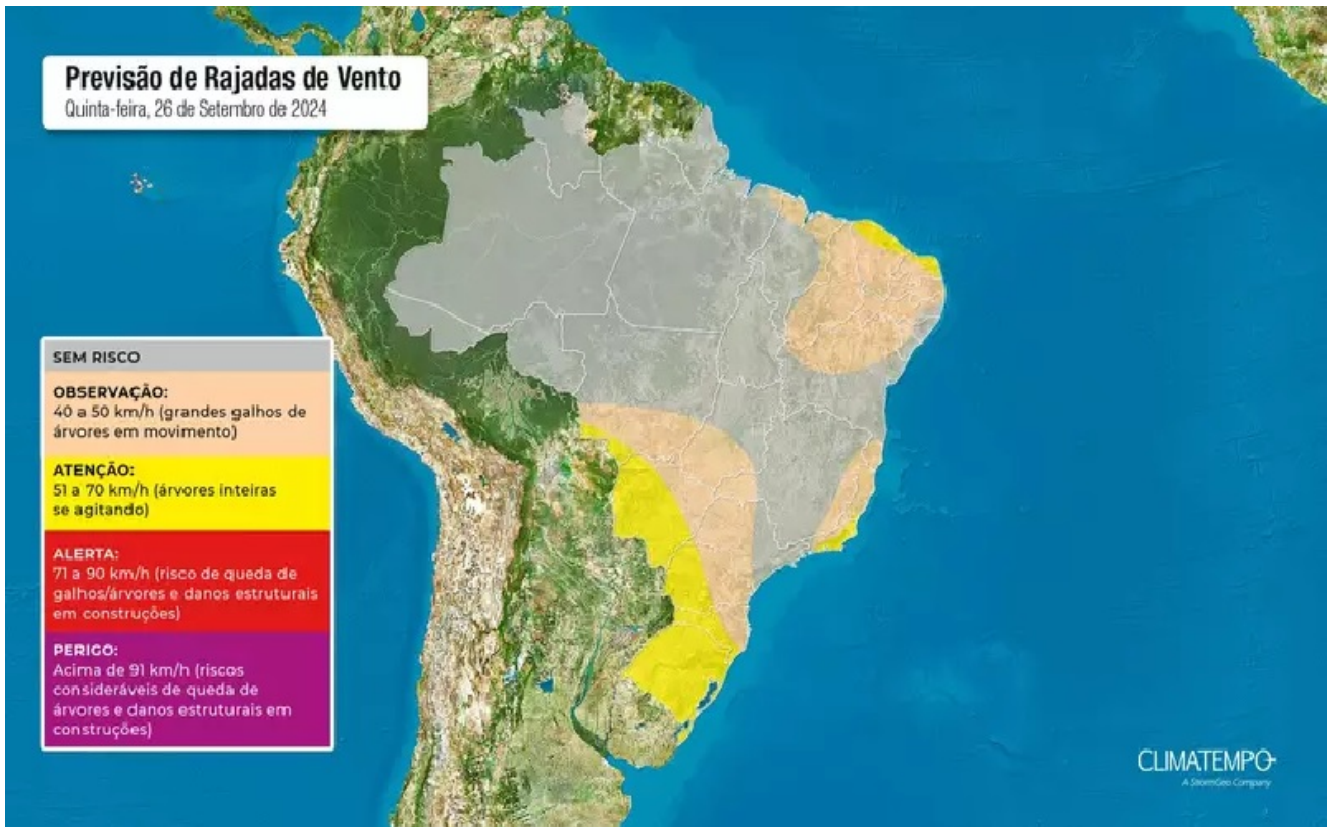 Previsão de Rajadas de Vento
Quinta-feira, 26 de Setembro de 2024
SEM RISCO
OBSERVAÇÃO:
40 a 50 km/h (grandes galhos de
árvores em movimento)
ATENÇÃO:
51 a 70 km/h (árvores inteiras
se agitando)
ALERTA:
71 a 90 km/h (risco de queda de
galhos/árvores e danos estruturais
em construções)
PERIGO:
Acima de 91 km/h (riscos
consideráveis de queda de
árvores e danos estruturais em
construções)
CLIMATEMPO
A StormGeo Company